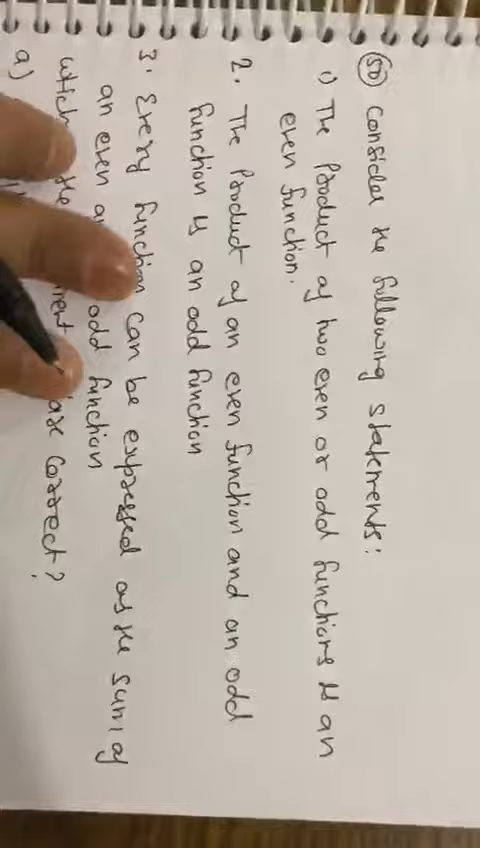 50 Consider the following statements:
1) The Product of two even or odd functions is an
even function.
2. The Product of an even function and an odd
function is an odd function
3. Every function can be expressed as the sum of
an even odd function
which the are correct?
a)